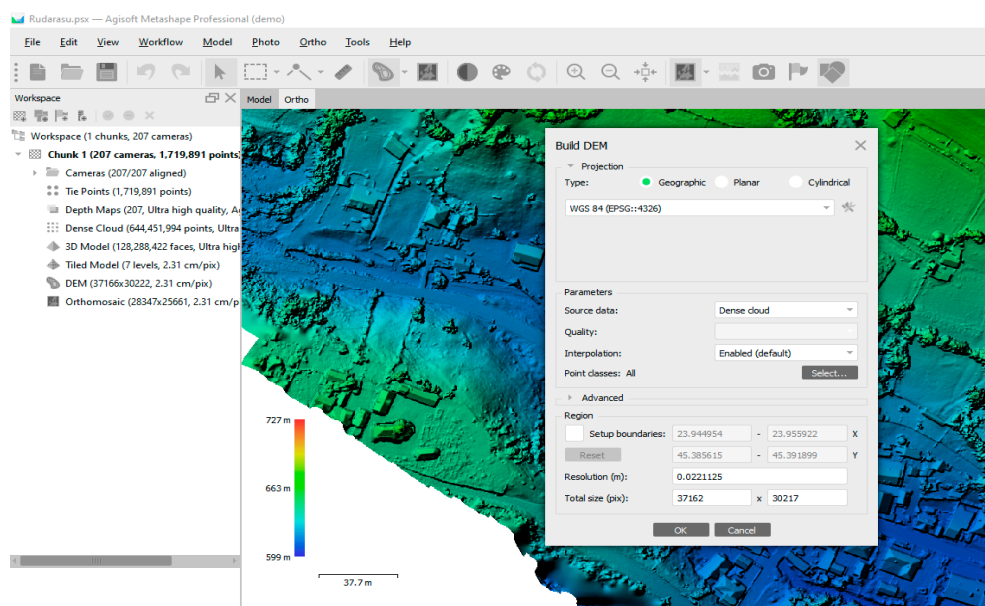 Rudarasu.psx — Agisoft Metashape Professional (demo)
File Edit View Workflow Model Photo Ortho Tools Help
Workspace
Model Ortho
Workspace (1 chunks, 207 cameras)
Chunk 1 (207 cameras, 1,719,891 points)
Cameras (207/207 aligned)
Tie Points (1,719,891 points)
Depth Maps (207, Ultra high quality,
Dense Cloud (644,451,994 points, Ultra
3D Model (128,288,422 faces, Ultra
Tiled Model (7 levels, 2.31 cm/pix)
DEM (37166x30222, 2.31 cm/pix)
Orthomosaic (28347x25661, 2.31 cm/p
727 m
663 m
599 m
37.7 m
Build DEM
Projection
Type: Geographic Planar Cylindrical
WGS 84 (EPSG::4326)
Parameters
Source data: Dense cloud
Quality:
Interpolation: Enabled (default)
Point classes: All Select...
Advanced
Region
Setup boundaries: 23.944954 - 23.955922 X
Reset 45.385615 - 45.391899 Y
Resolution (m): 0.0221125
Total size (pix): 37162 x 30217
OK Cancel